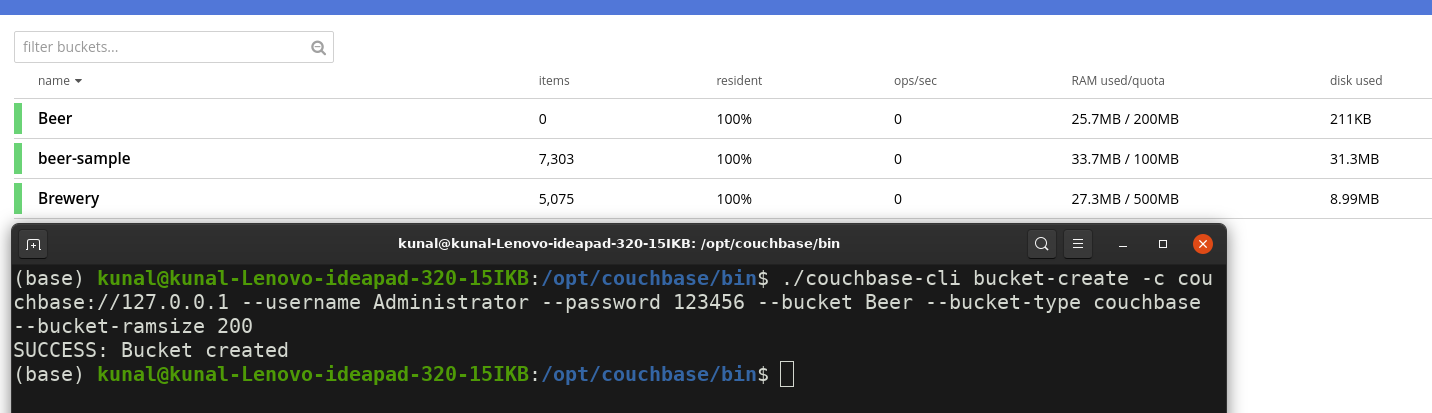 filter buckets...
name items resident ops/sec RAM used/quota disk used
Beer 0 100% 0 25.7MB / 200MB 211KB
beer-sample 7,303 100% 0 33.7MB / 100MB 31.3MB
Brewery 5,075 100% 0 27.3MB / 500MB 8.99MB
kunal@kunal-Lenovo-ideapad-320-15IKB: /opt/couchbase/bin
(base) kunal@kunal-Lenovo-ideapad-320-15IKB:/opt/couchbase/bin$ ./couchbase-cli bucket-create -c cou
chbase://127.0.0.1 --username Administrator --password 123456 --bucket Beer --bucket-type couchbase
--bucket-ramsize 200
SUCCESS: Bucket created
(base) kunal@kunal-Lenovo-ideapad-320-15IKB:/opt/couchbase/bin$